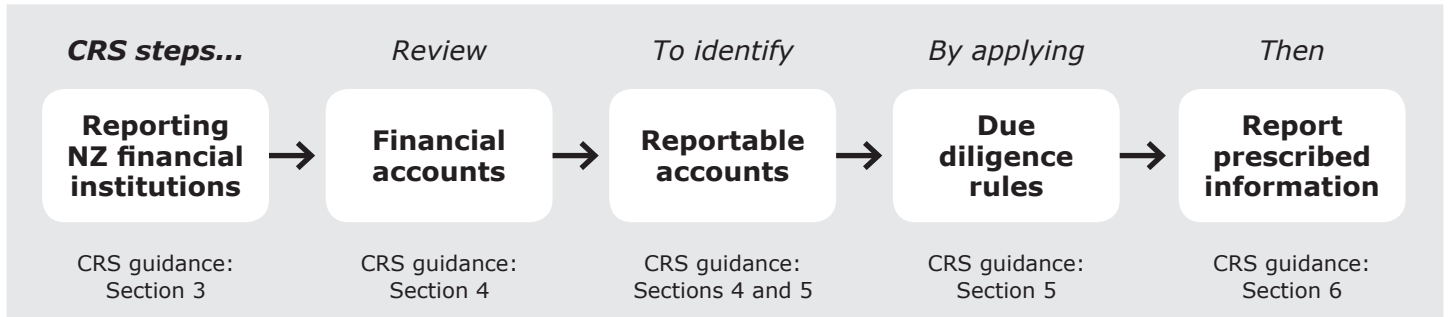 CRS steps...
Review
To identify
By applying
Then
Reporting
NZ financial
institutions
Financial
accounts
Reportable
accounts
Due
diligence
rules
Report
prescribed
information
CRS guidance:
Section 3
CRS guidance:
Section 4
CRS guidance:
Sections 4 and 5
CRS guidance:
Section 5
CRS guidance:
Section 6